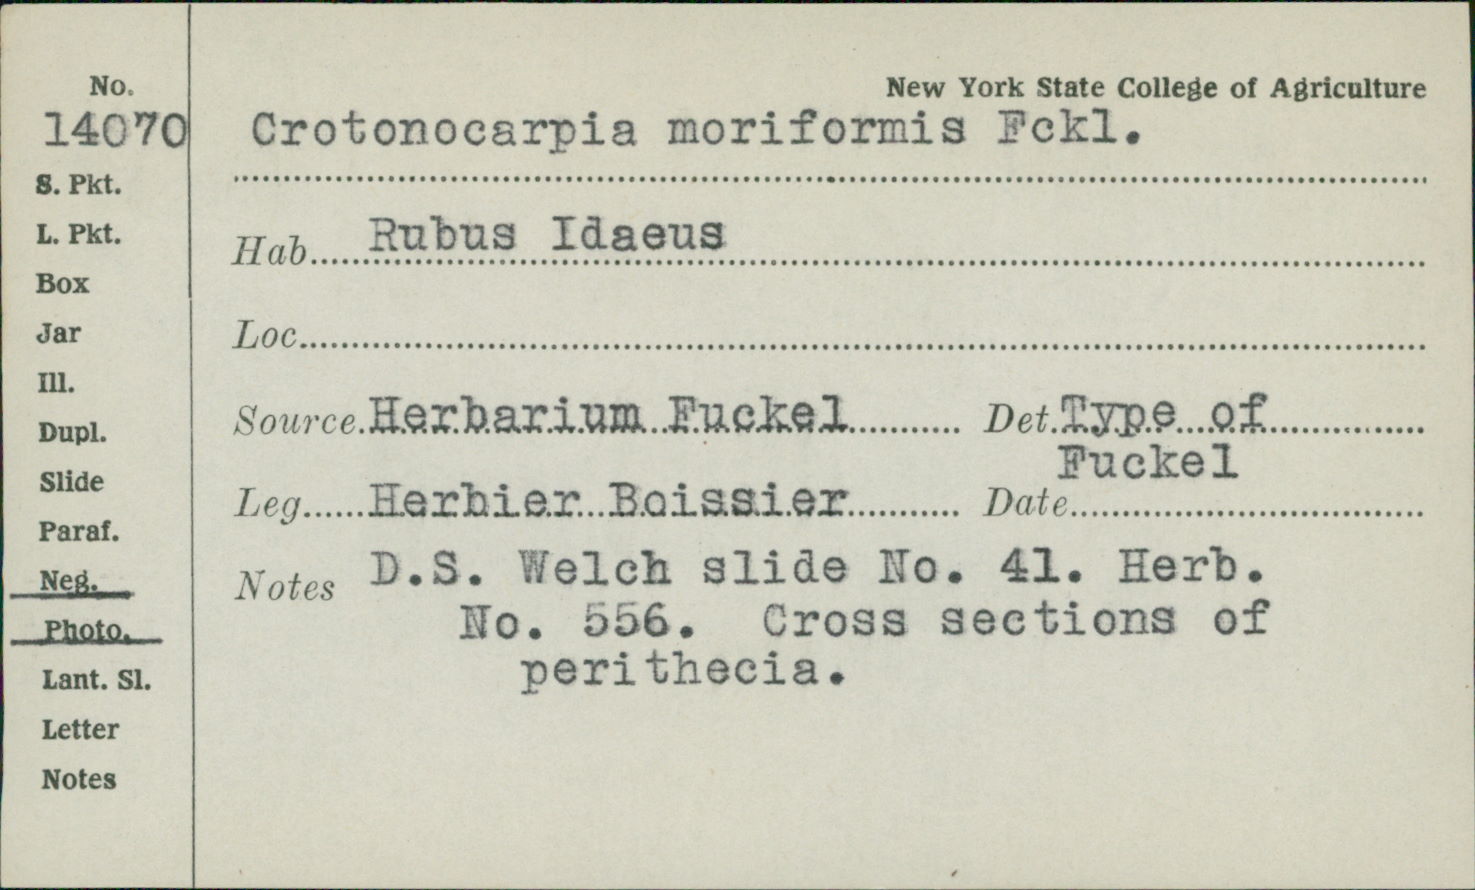 No.
14070
S. Pkt.
L. Pkt.
Box
Jar
Ill.
Dupl.
Slide
Paraf.
Neg.
Photo.
Lant. Sl.
Letter
Notes
New York State College of Agriculture
Crotonocarpia moriformis Fckl.
Hab. Rubus Idaeus
Loc.
Source. Herbarium Fuckel Det. Type of
Fuckel
Leg. Herbier Boissier Date
Notes D.S. Welch slide No. 41. Herb.
No. 556. Cross sections of
perithecia.